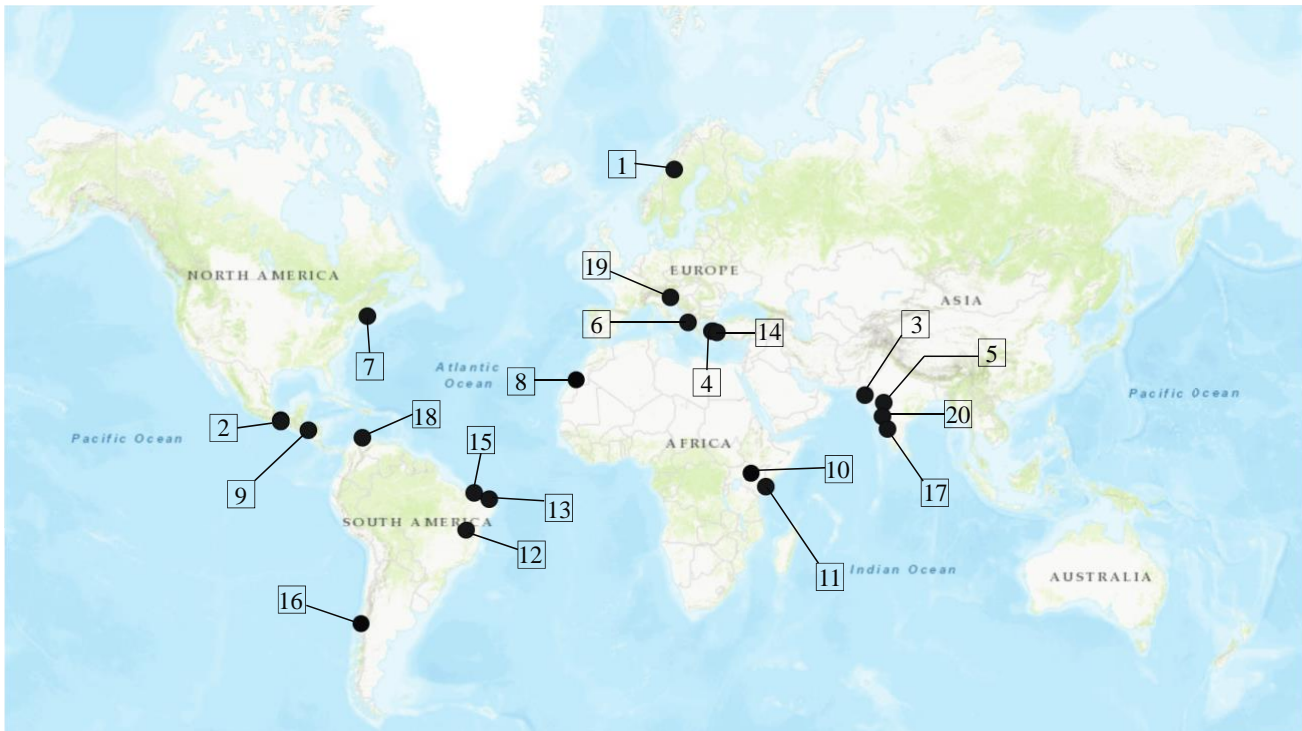 1
NORTH AMERICA
19
EUROPE
ASIA
6
14
3
5
7
Atlantic
Ocean
8
4
Pacific Ocean
20
2
18
Pacific Ocean
15
AFRICA
10
9
17
13
SOUTH AMERICA
12
11
Indian Ocean
AUSTRALIA
16